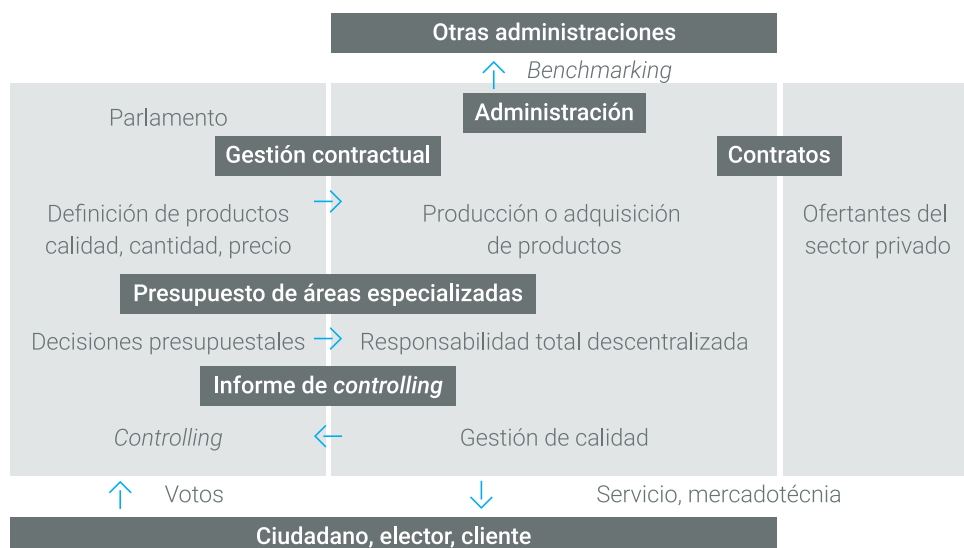 Otras administraciones
Benchmarking
Parlamento
Administración
Gestión contractual
Contratos
Definición de productos
calidad, cantidad, precio
Producción o adquisición
de productos
Ofertantes del
sector privado
Presupuesto de áreas especializadas
Decisiones presupuestales
Responsabilidad total descentralizada
Informe de controlling
Controlling
Gestión de calidad
Votos
Servicio, mercadotécnia
Ciudadano, elector, cliente